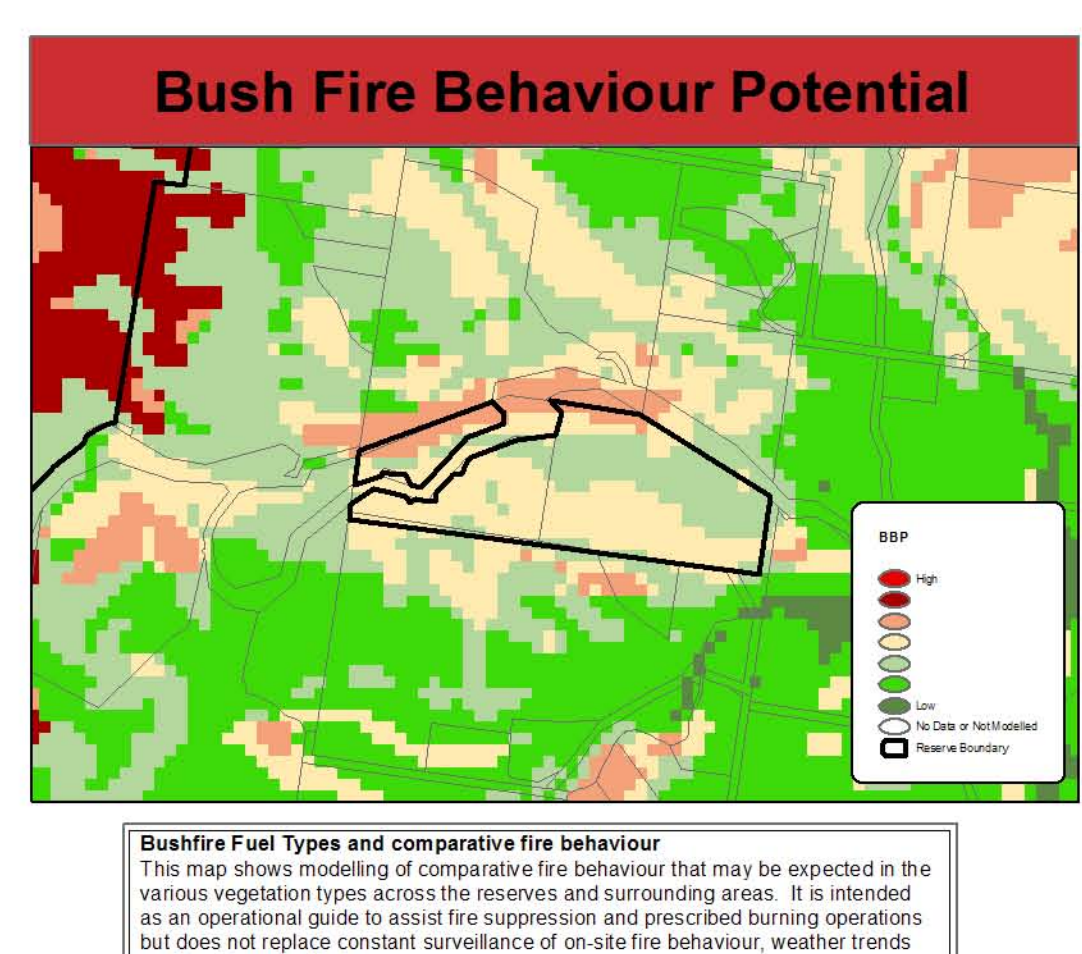 Bush Fire Behaviour Potential
BBP
High
Low
No Data or Not Modelled
Reserve Boundary
Bushfire Fuel Types and comparative fire behaviour
This map shows modelling of comparative fire behaviour that may be expected in the
various vegetation types across the reserves and surrounding areas.  It is intended
as an operational guide to assist fire suppression and prescribed burning operations
but does not replace constant surveillance of on-site fire behaviour, weather trends